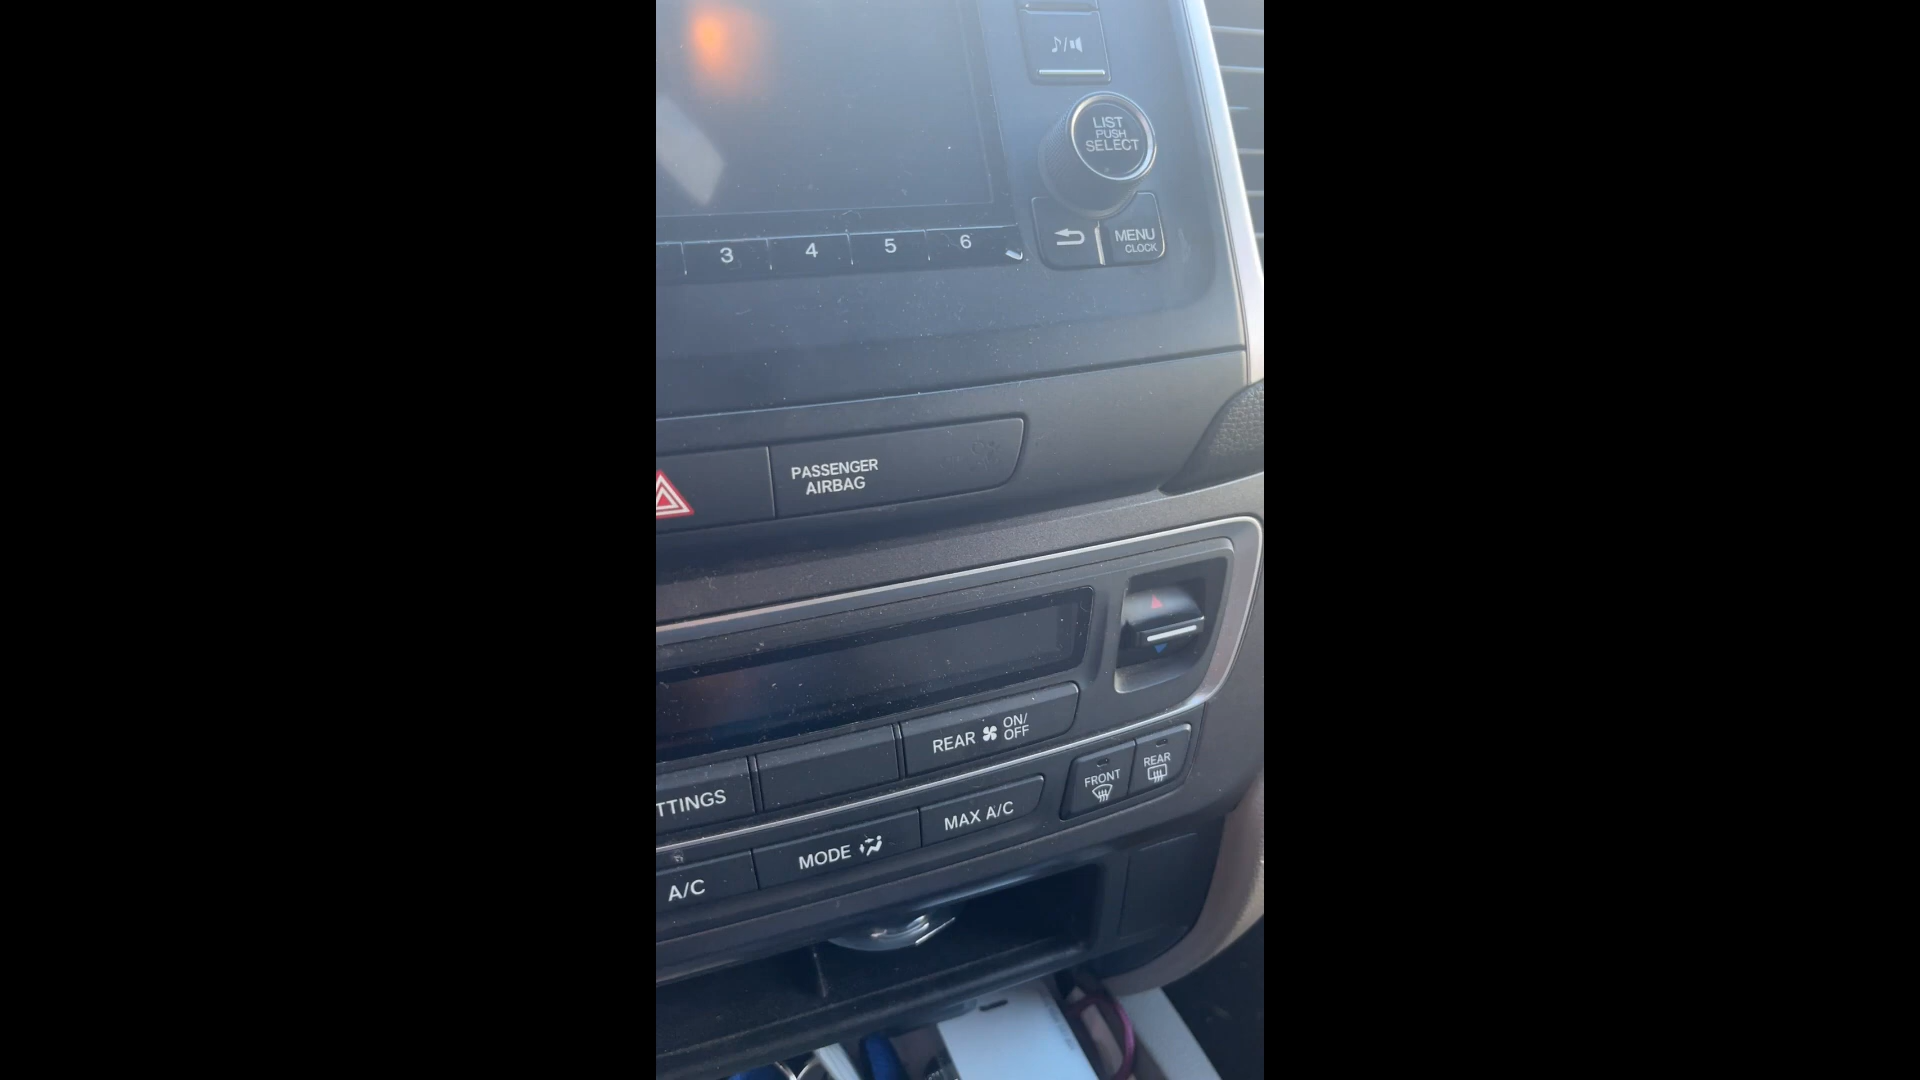 LIST
PUSH
SELECT
MENU
CLOCK
3 4 5 6
PASSENGER
AIRBAG
REAR ON/
OFF
TTINGS
FRONT
REAR
MAX A/C
MODE
A/C